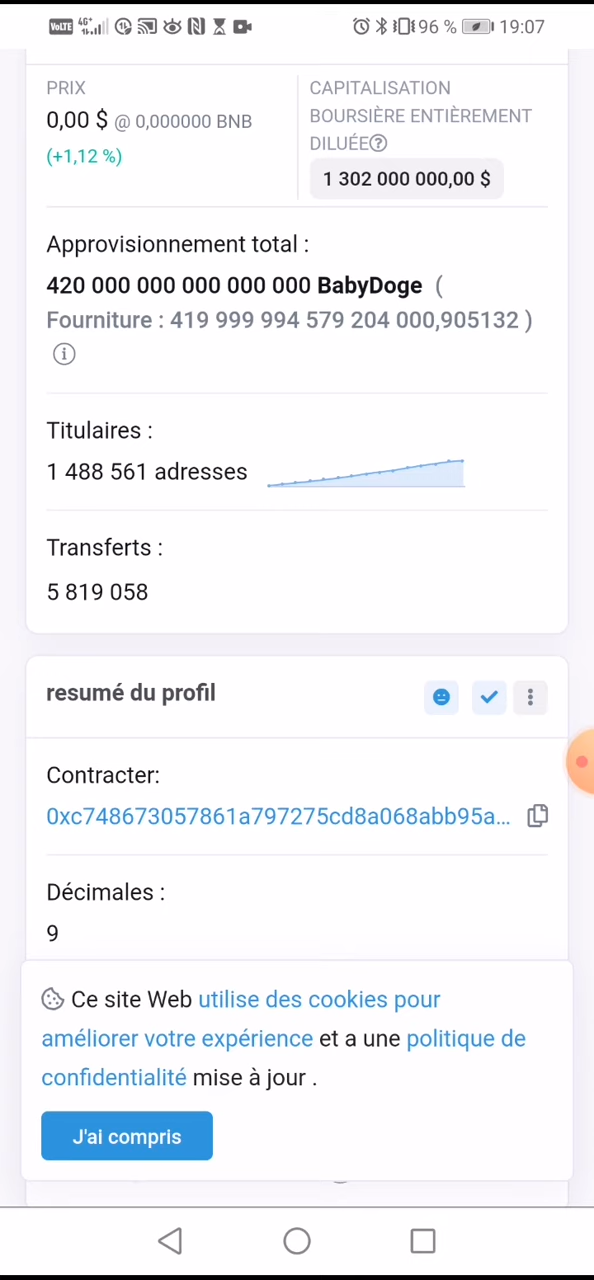 VoLTE 4G+ 96 % 19:07
PRIX
0,00 $ @ 0,000000 BNB
(+1,12 %)
CAPITALISATION
BOURSIÈRE ENTIÈREMENT
DILUÉE
1 302 000 000,00 $
Approvisionnement total :
420 000 000 000 000 000 BabyDoge (
Fourniture : 419 999 994 579 204 000,905132 )
Titulaires :
1 488 561 adresses
Transferts :
5 819 058
resumé du profil
Contracter:
0xc748673057861a797275cd8a068abb95a...
Décimales :
9
Ce site Web utilise des cookies pour
améliorer votre expérience et a une politique de
confidentialité mise à jour .
J'ai compris